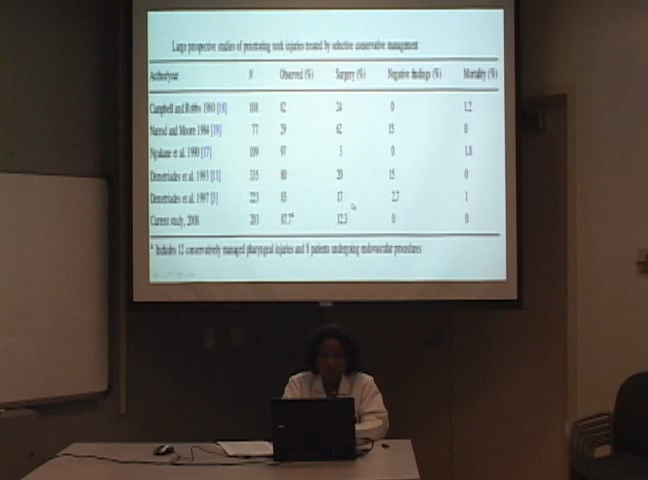 Large prospective studies of penetrating neck injuries treated by selective conservative management
Author/year N Observed (%) Surgery (%) Negative findings (%) Mortality (%)
Campbell and Robbs 1980 [18] 108 82 24 0 1.2
Narrod and Moore 1984 [19] 77 29 62 15 0
Ngakane et al. 1990 [17] 109 97 3 0 1.8
Demetriades et al. 1993 [11] 335 80 20 15 0
Demetriades et al. 1997 [3] 223 83 17 2.7 1
Current study, 2008 203 87.7ᵃ 12.3 0 0
ᵃ Includes 12 conservatively managed pharyngeal injuries and 8 patients undergoing endovascular procedures